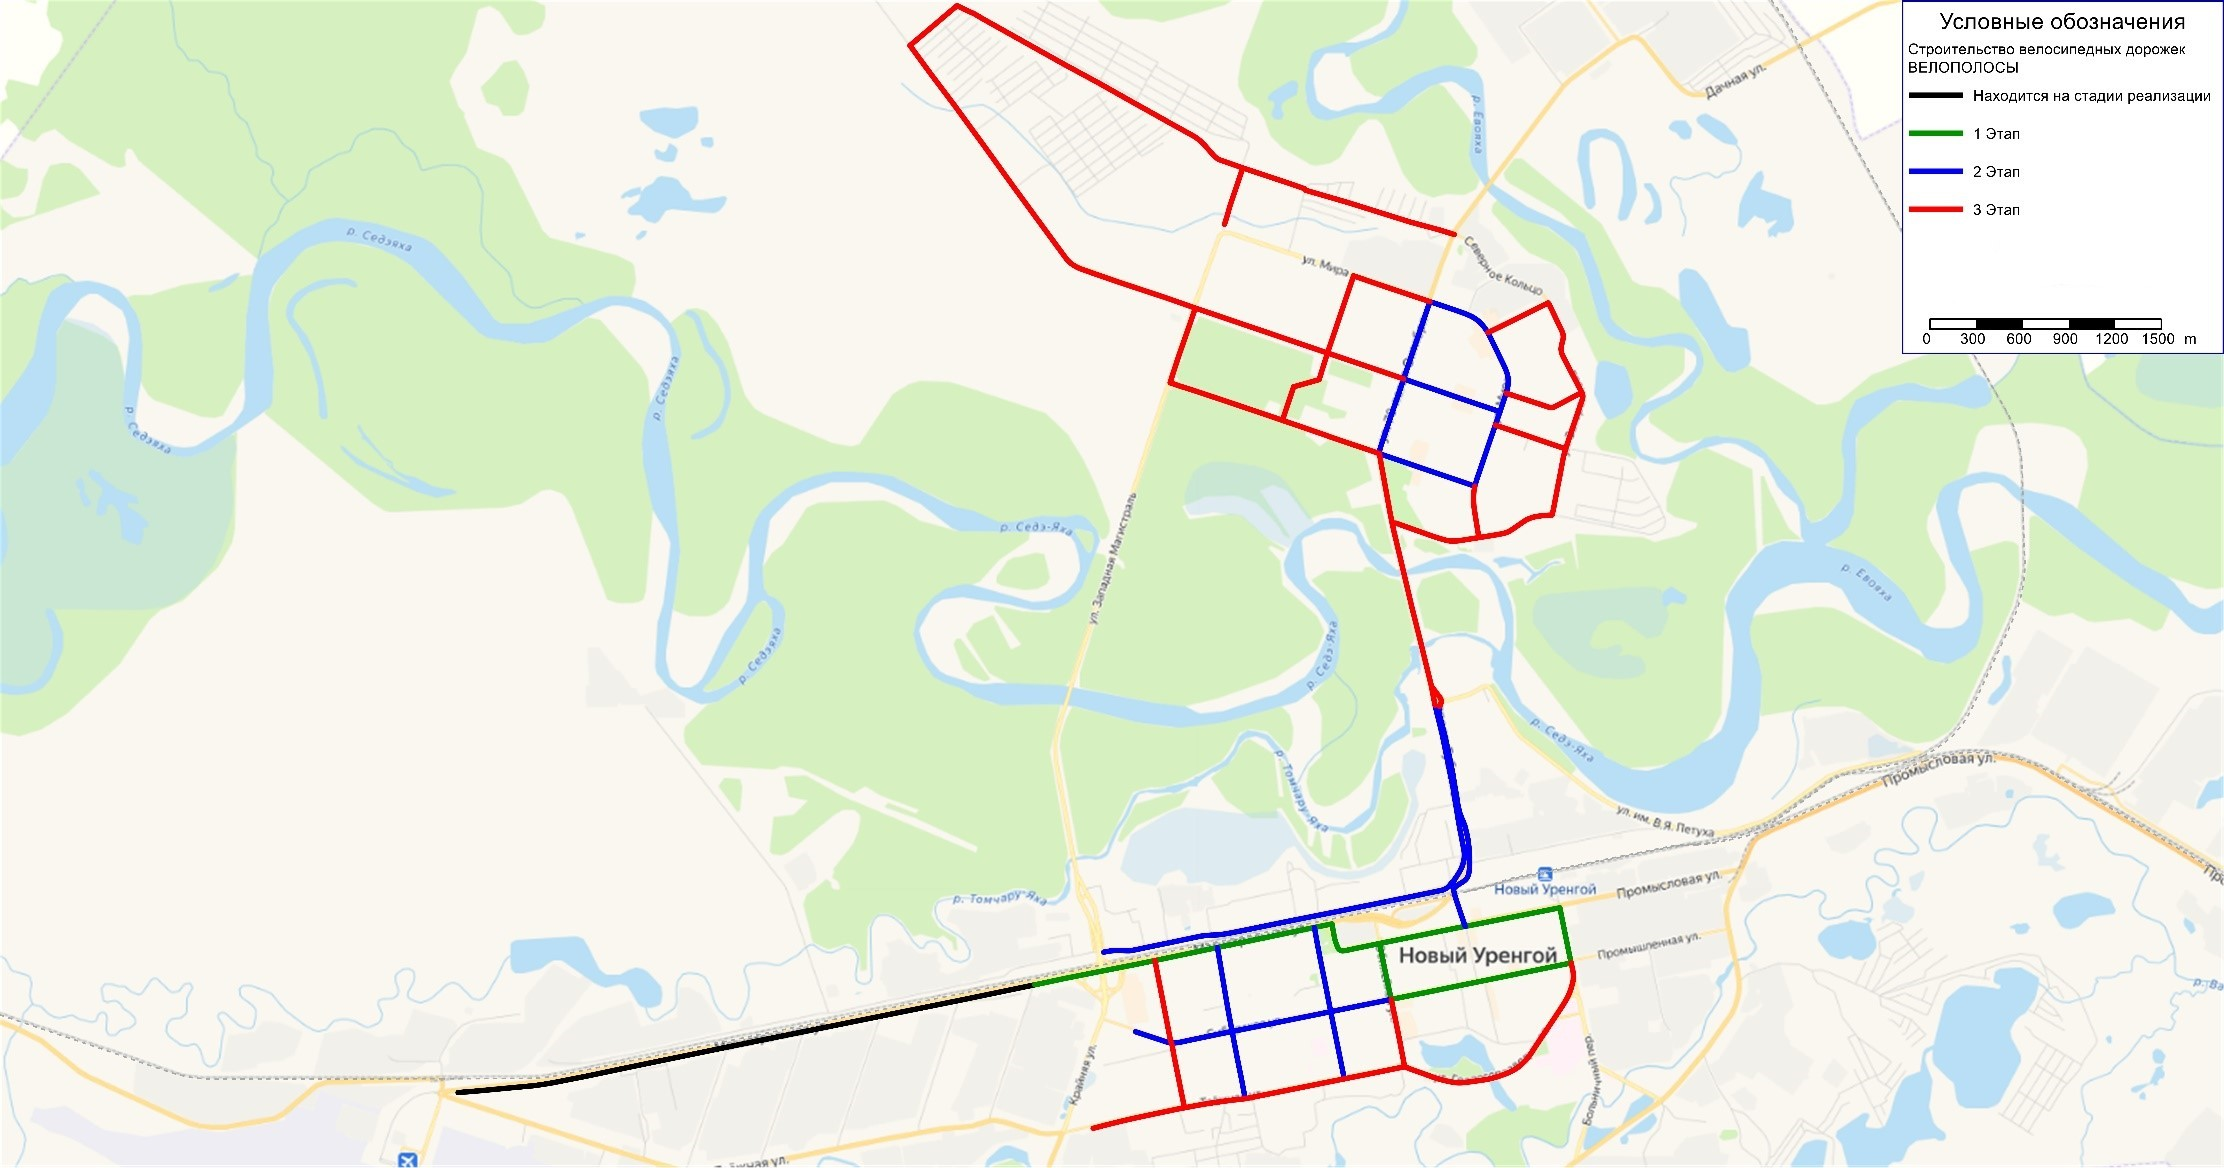 Условные обозначения
Строительство велосипедных дорожек
ВЕЛОПОЛОСЫ
Находится на стадии реализации
1 Этап
2 Этап
3 Этап
0 300 600 900 1200 1500 m
Дачная ул.
р. Евояха
р. Седэяха
Северное Кольцо
ул. Мира
р. Седэяха
р. Седэяха
ул. Западная Магистраль
р. Седэ-Яха
р. Евояха
р. Седэяха
р. Седэ-Яха
р. Седэ-Яха
р. Томчару-Яха
Промысловая ул.
ул. им. В.Я. Петуха
Новый Уренгой
Промысловая ул.
р. Томчару-Яха
Новый Уренгой
Промышленная ул.
Крайняя ул.
Больничный пер.